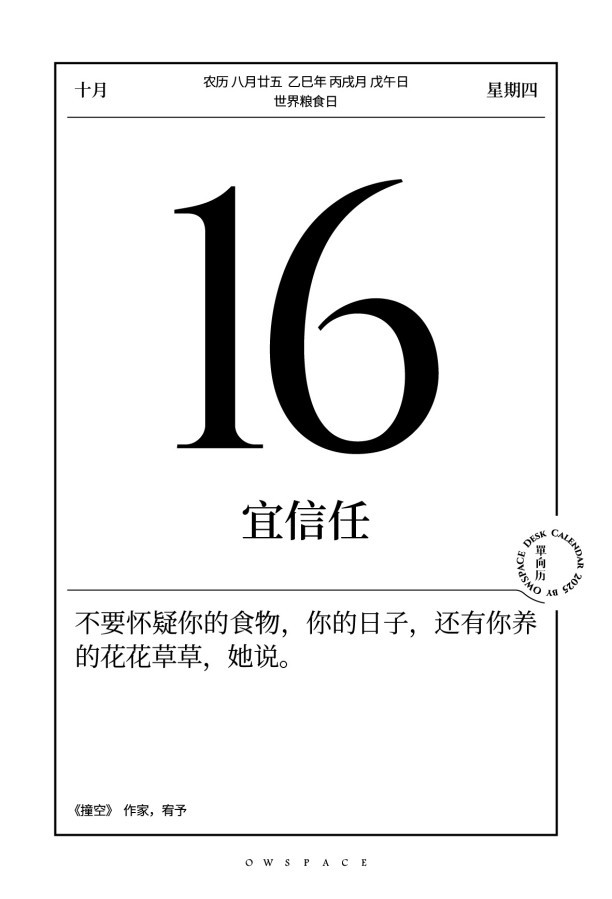 十月
农历 八月廿五 乙巳年 丙戌月 戊午日
世界粮食日
星期四
16
宜信任
DESK CALENDAR 2025 BY OWSPACE
單向历
不要怀疑你的食物，你的日子，还有你养
的花花草草，她说。
《撞空》 作家，宥予
OWSPACE